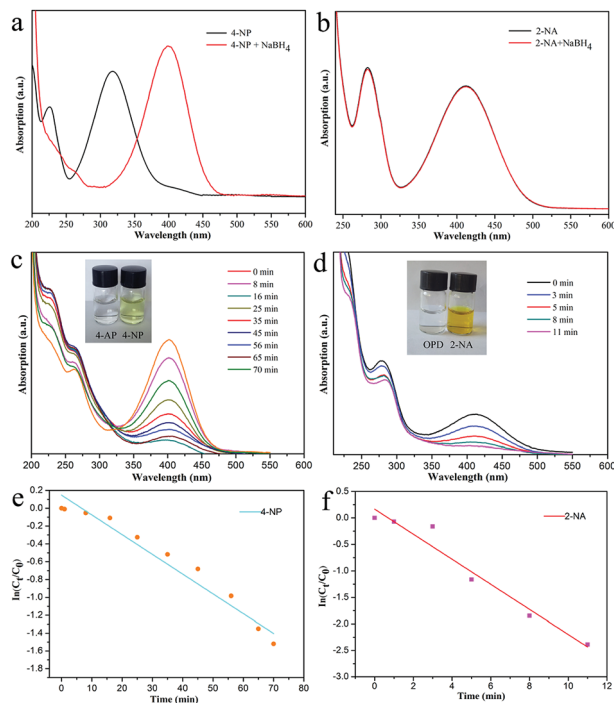 a
4-NP
4-NP + NaBH4
Absorption (a.u.)
200 250 300 350 400 450 500 550 600
Wavelength (nm)
b
2-NA
2-NA+NaBH4
Absorption (a.u.)
250 300 350 400 450 500 550 600
Wavelength (nm)
c
0 min
8 min
16 min
25 min
35 min
45 min
56 min
65 min
70 min
4-AP 4-NP
Absorption (a.u.)
200 250 300 350 400 450 500 550 600
Wavelength (nm)
d
0 min
3 min
5 min
8 min
11 min
OPD 2-NA
Absorption (a.u.)
200 250 300 350 400 450 500 550 600
Wavelength (nm)
e
4-NP
ln(Ct/C0)
0.2
0.0
-0.2
-0.4
-0.6
-0.8
-1.0
-1.2
-1.4
-1.6
-1.8
-10 0 10 20 30 40 50 60 70 80
Time (min)
f
2-NA
ln(Ct/C0)
0.5
0.0
-0.5
-1.0
-1.5
-2.0
-2.5
-3.0
0 2 4 6 8 10 12
Time (min)